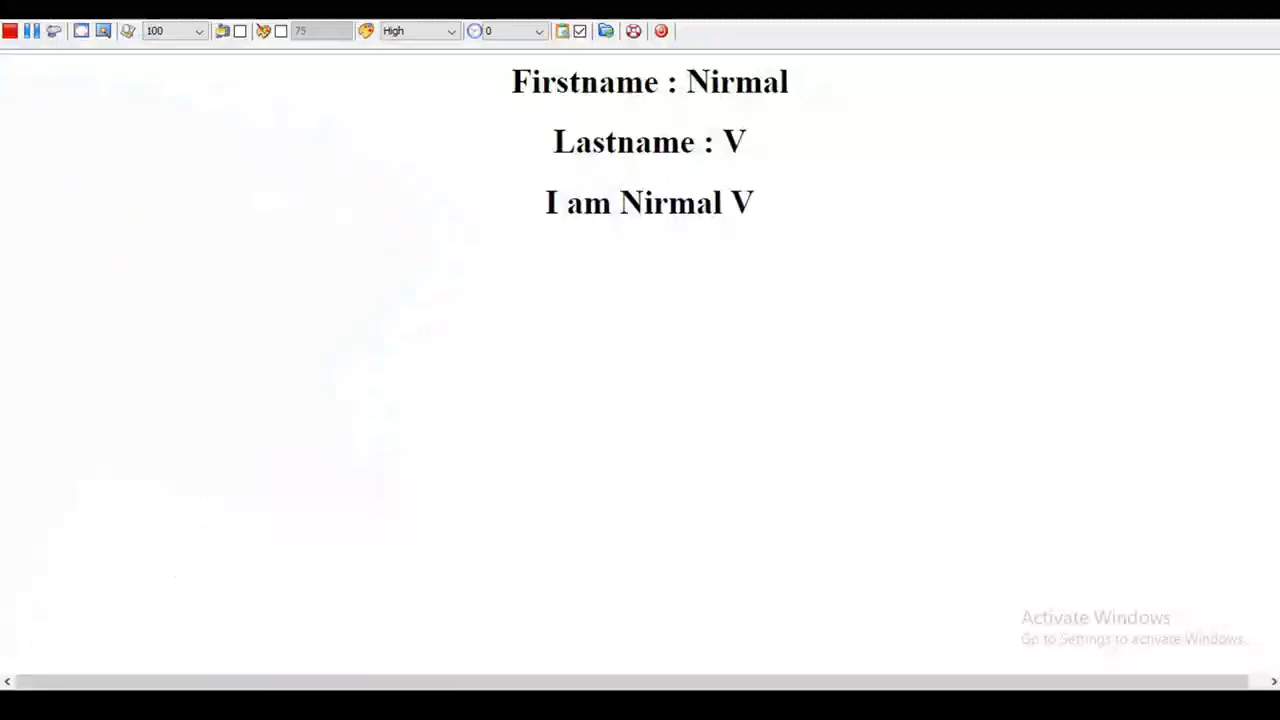 100
75
High
0
Firstname : Nirmal
Lastname : V
I am Nirmal V
Activate Windows
Go to Settings to activate Windows.